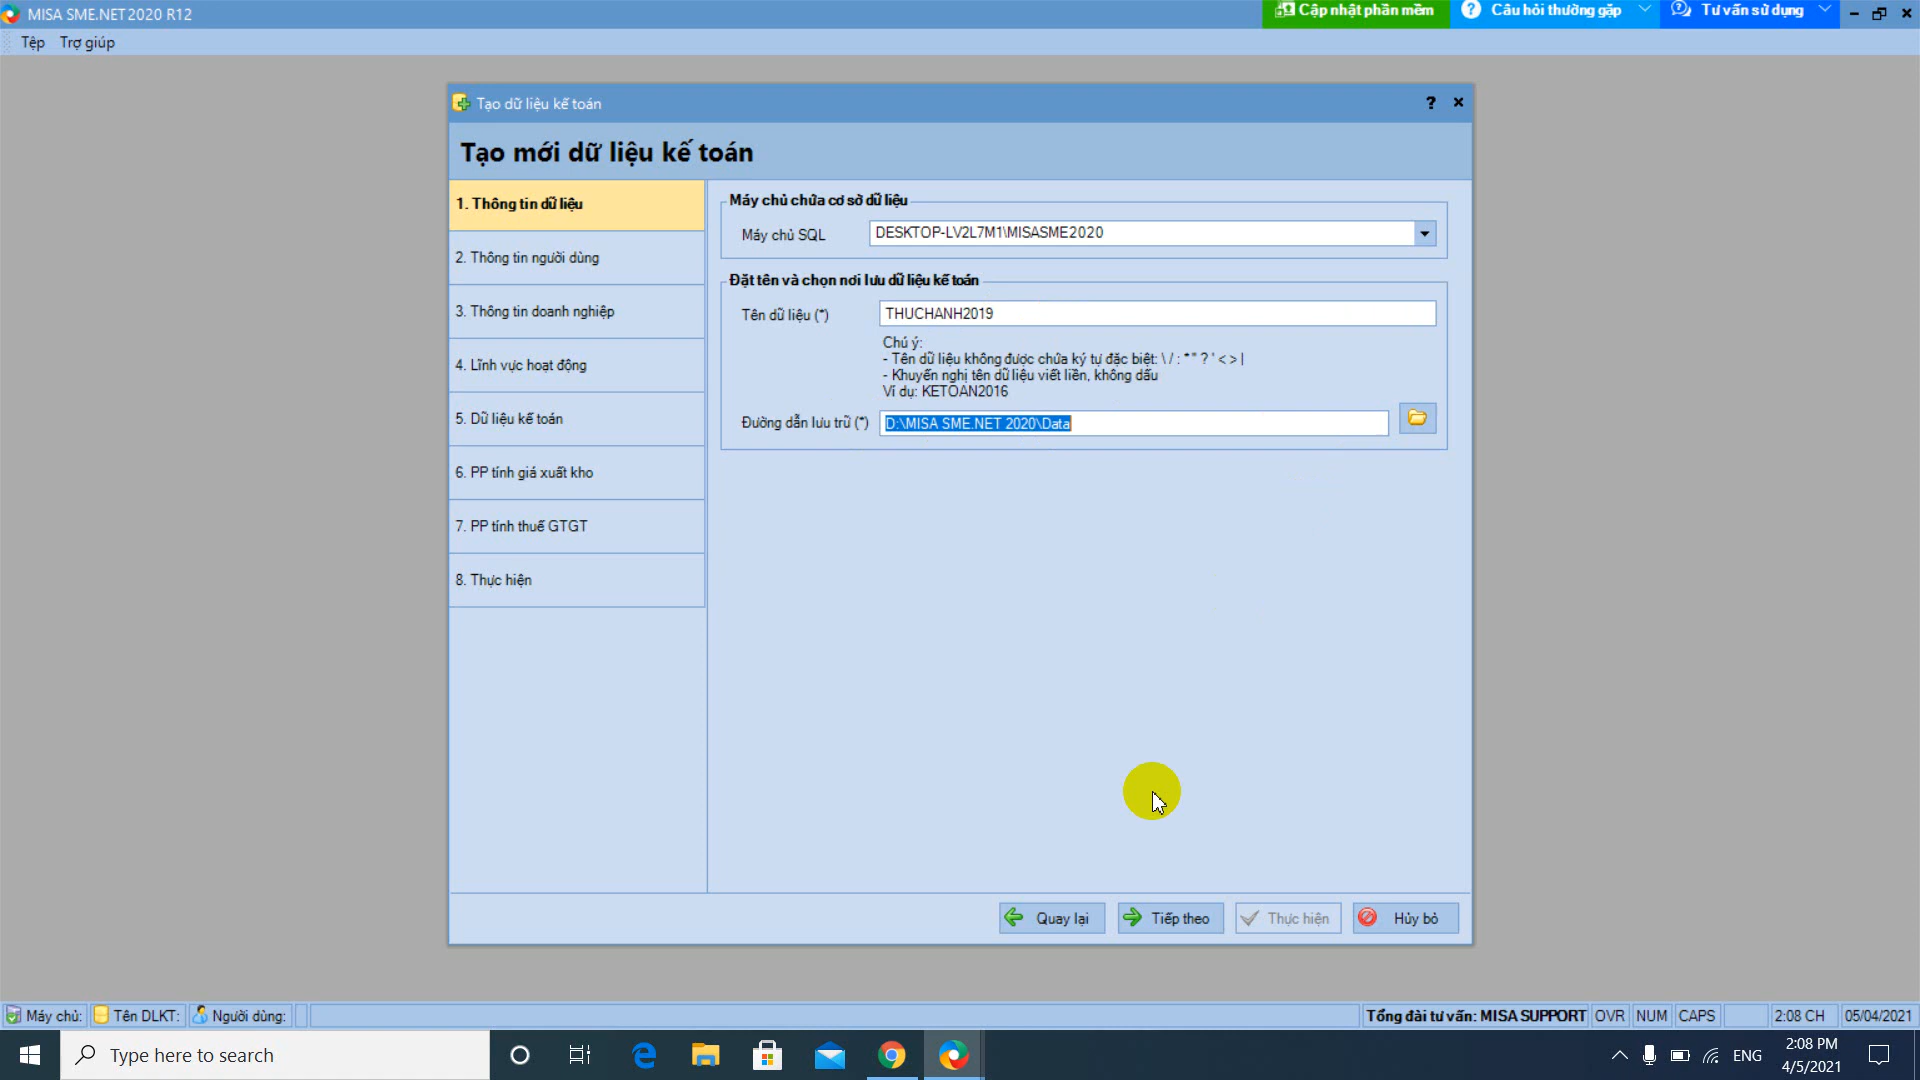 MISA SME.NET 2020 R12
Cập nhật phần mềm
Câu hỏi thường gặp
Tư vấn sử dụng
Tệp Trợ giúp
Tạo dữ liệu kế toán
?
Tạo mới dữ liệu kế toán
1. Thông tin dữ liệu
2. Thông tin người dùng
3. Thông tin doanh nghiệp
4. Lĩnh vực hoạt động
5. Dữ liệu kế toán
6. PP tính giá xuất kho
7. PP tính thuế GTGT
8. Thực hiện
Máy chủ chứa cơ sở dữ liệu
Máy chủ SQL DESKTOP-LV2L7M1\MISASME2020
Đặt tên và chọn nơi lưu dữ liệu kế toán
Tên dữ liệu (*) THUCHANH2019
Chú ý:
- Tên dữ liệu không được chứa ký tự đặc biệt: \ / : * " ? ' < > |
- Khuyến nghị tên dữ liệu viết liền, không dấu
Ví dụ: KETOAN2016
Đường dẫn lưu trữ (*) D:\MISA SME.NET 2020\Data
Quay lại Tiếp theo Thực hiện Hủy bỏ
Máy chủ: Tên DLKT: Người dùng: Tổng đài tư vấn: MISA SUPPORT OVR NUM CAPS 2:08 CH 05/04/2021
Type here to search
ENG
2:08 PM
4/5/2021